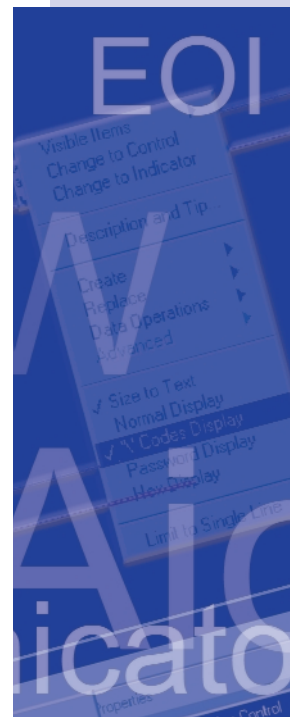 EOI
Visible Items
Change to Control
Change to Indicator
Description and Tip...
Create
Replace
Data Operations
Advanced
✓ Size to Text
Normal Display
✓ '\' Codes Display
Password Display
Hex Display
Limit to Single Line
Aic
icato
Properties
Control